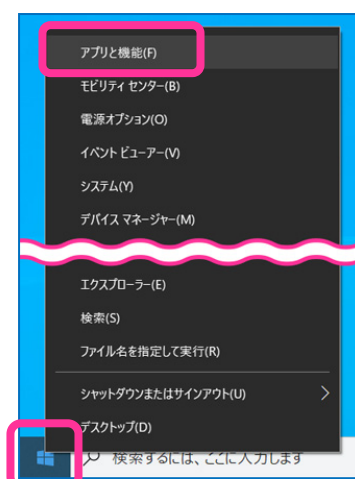 アプリと機能(F)
モビリティ センター(B)
電源オプション(O)
イベント ビューアー(V)
システム(Y)
デバイス マネージャー(M)
エクスプローラー(E)
検索(S)
ファイル名を指定して実行(R)
シャットダウンまたはサインアウト(U)
デスクトップ(D)
検索するには、ここに入力します